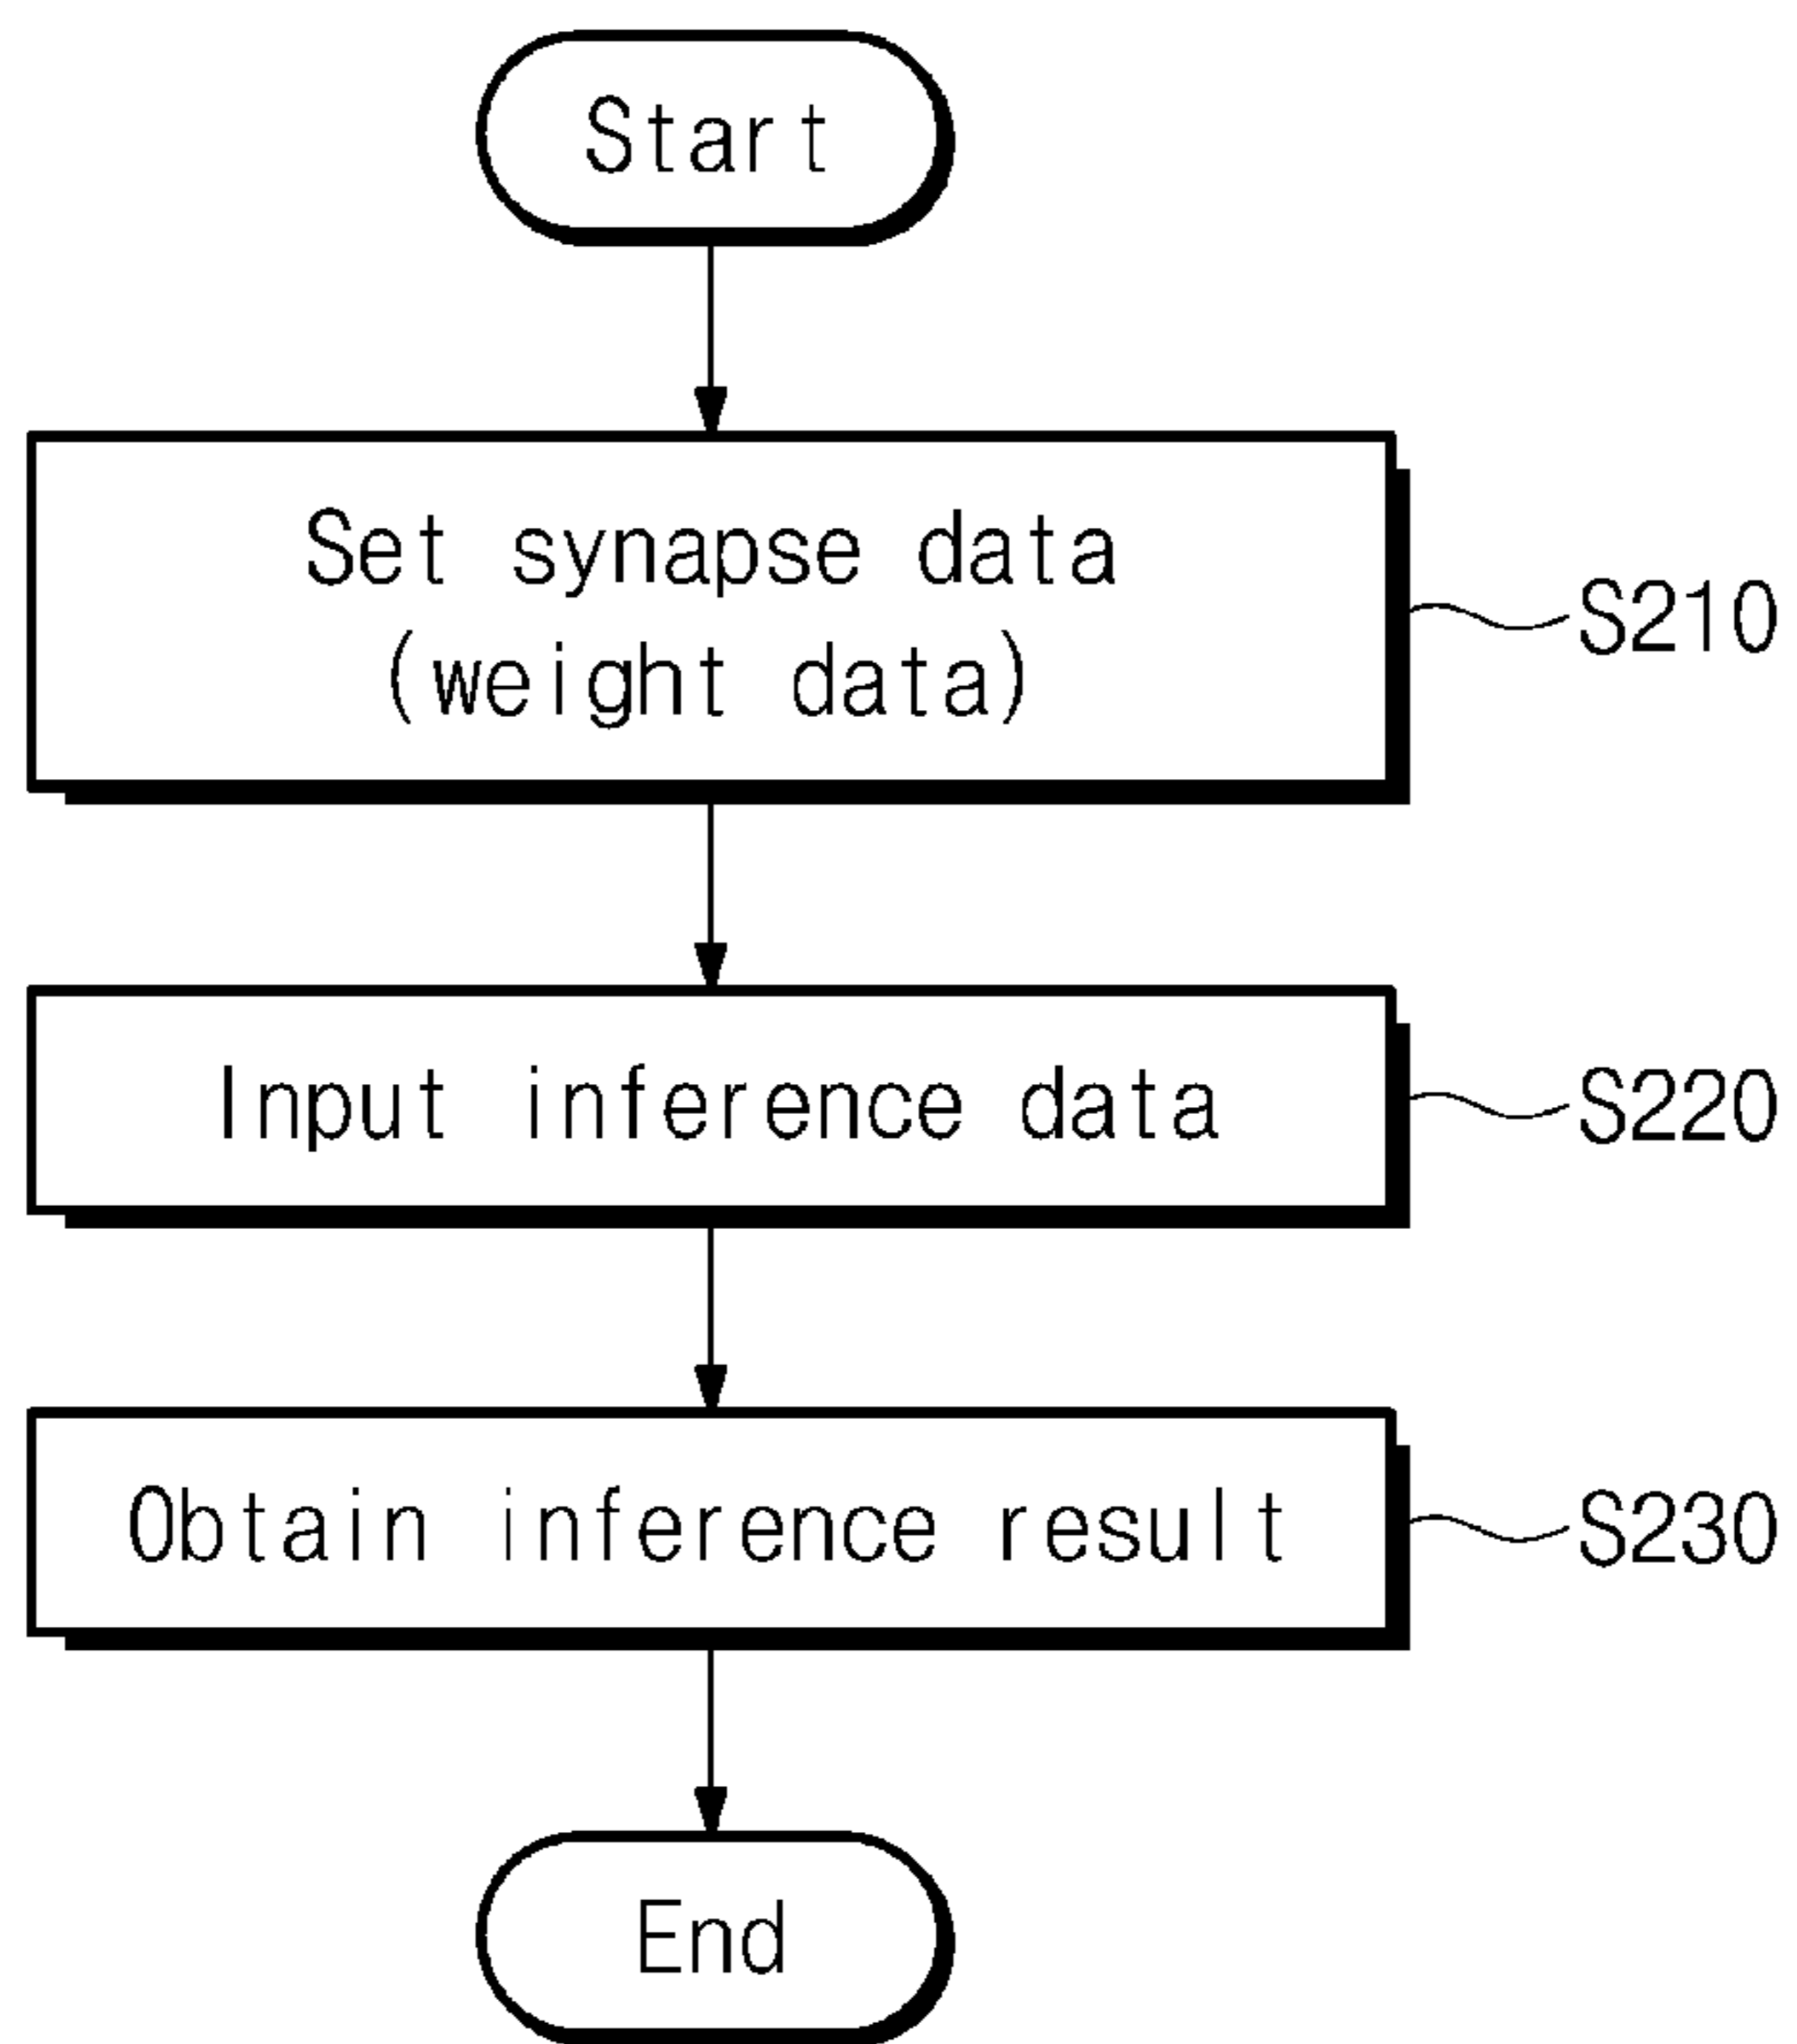 Start
Set synapse data
(weight data)
S210
Input inference data
S220
Obtain inference result
S230
End